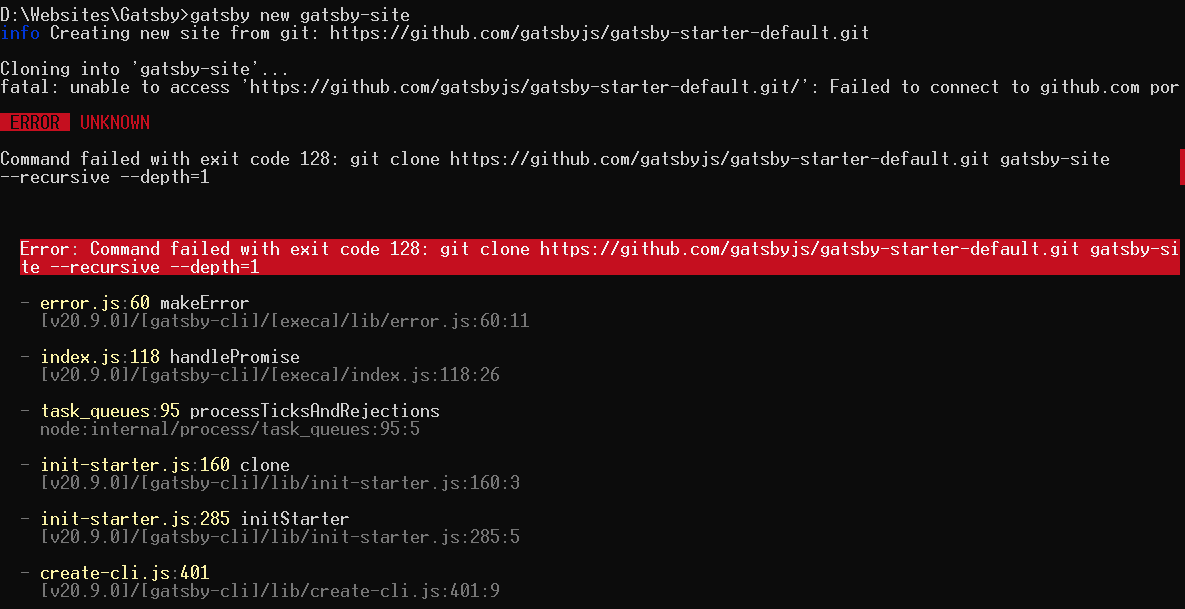 D:\Websites\Gatsby>gatsby new gatsby-site
info Creating new site from git: https://github.com/gatsbyjs/gatsby-starter-default.git
Cloning into 'gatsby-site'...
fatal: unable to access 'https://github.com/gatsbyjs/gatsby-starter-default.git/': Failed to connect to github.com por
ERROR UNKNOWN
Command failed with exit code 128: git clone https://github.com/gatsbyjs/gatsby-starter-default.git gatsby-site
--recursive --depth=1
Error: Command failed with exit code 128: git clone https://github.com/gatsbyjs/gatsby-starter-default.git gatsby-si
te --recursive --depth=1
- error.js:60 makeError
[v20.9.0]/[gatsby-cli]/[execa]/lib/error.js:60:11
- index.js:118 handlePromise
[v20.9.0]/[gatsby-cli]/[execa]/index.js:118:26
- task_queues:95 processTicksAndRejections
node:internal/process/task_queues:95:5
- init-starter.js:160 clone
[v20.9.0]/[gatsby-cli]/lib/init-starter.js:160:3
- init-starter.js:285 initStarter
[v20.9.0]/[gatsby-cli]/lib/init-starter.js:285:5
- create-cli.js:401
[v20.9.0]/[gatsby-cli]/lib/create-cli.js:401:9